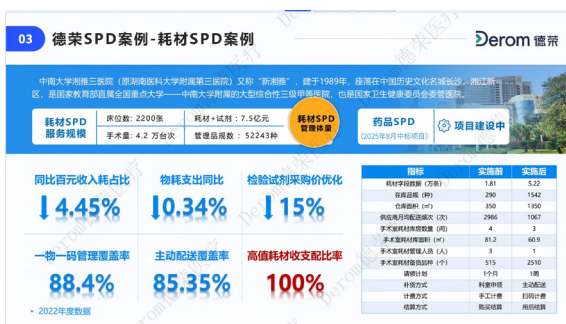 03 德荣SPD案例-耗材SPD案例
Derom 德荣
中南大学湘雅三医院（原湖南医科大学附属第三医院）又称“新湘雅”，建于1989年，座落在中国历史文化名城长沙，湘江新
区，是国家教育部直属全国重点大学——中南大学附属的大型综合性三级甲等医院，也是国家卫生健康委员会委管医院。
耗材SPD
服务规模
床位数：2200张 耗材+试剂：7.5亿元
手术量：4.2 万台次 管理品规数：52243种
耗材SPD
管理体量
药品SPD
（2025年8月中标项目）
项目建设中
同比百元收入耗占比
4.45%
物耗支出同比
0.34%
检验试剂采购价优化
15%
一物一码管理覆盖率
88.4%
主动配送覆盖率
85.35%
高值耗材收支配比率
100%
• 2022年度数据
指标 实施前 实施后
耗材字段数据（万条） 1.81 5.22
在库品规（种） 290 1542
仓库面积（㎡） 350 1350
供应商月均配送频次（次） 2986 1067
手术室耗材库房数量（间） 4 3
手术室耗材库面积（㎡） 81.2 60.9
手术室耗材管理人员（人） 3 1
手术室耗材备货品种（个） 515 2510
请领计划 1个月 1周
补货方式 科室申领 主动配送
计费方式 手工计费 扫码计费
结算方式 购买结算 用后结算
Derom德荣医疗